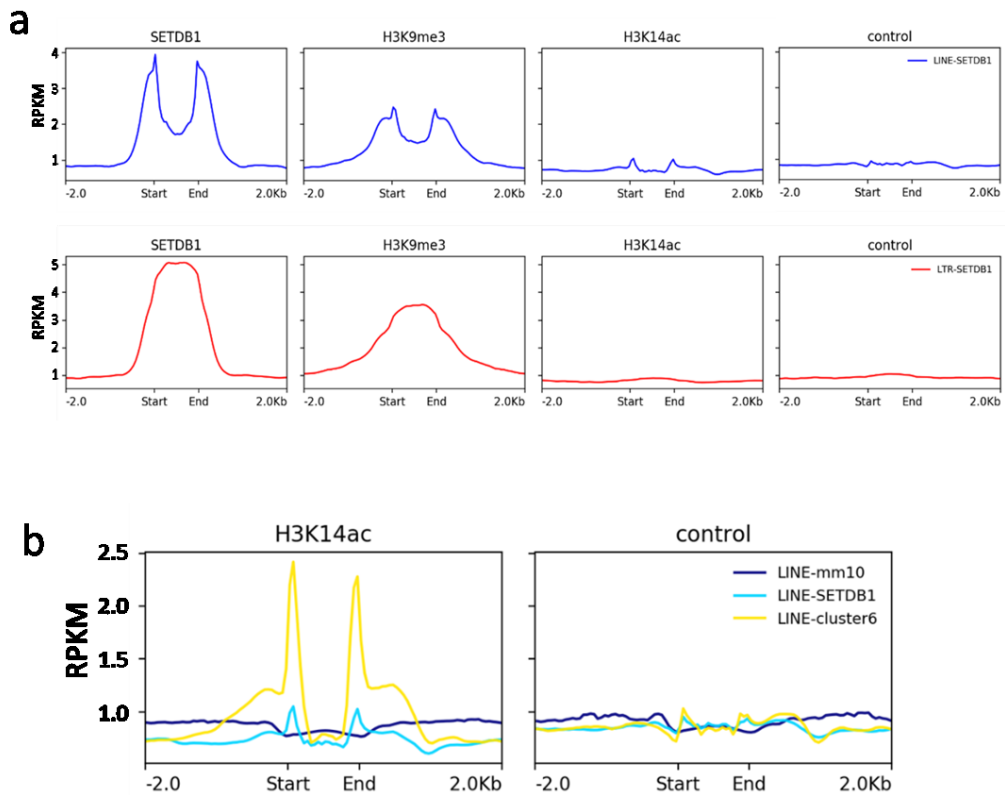 a
SETDB1 H3K9me3 H3K14ac control
4
3
2
1
RPKM
LINE-SETDB1
-2.0 Start End 2.0Kb -2.0 Start End 2.0Kb -2.0 Start End 2.0Kb -2.0 Start End 2.0Kb
SETDB1 H3K9me3 H3K14ac control
5
4
3
2
1
RPKM
LTR-SETDB1
-2.0 Start End 2.0Kb -2.0 Start End 2.0Kb -2.0 Start End 2.0Kb -2.0 Start End 2.0Kb
b
H3K14ac control
2.5
2.0
1.5
1.0
RPKM
LINE-mm10
LINE-SETDB1
LINE-cluster6
-2.0 Start End 2.0Kb -2.0 Start End 2.0Kb